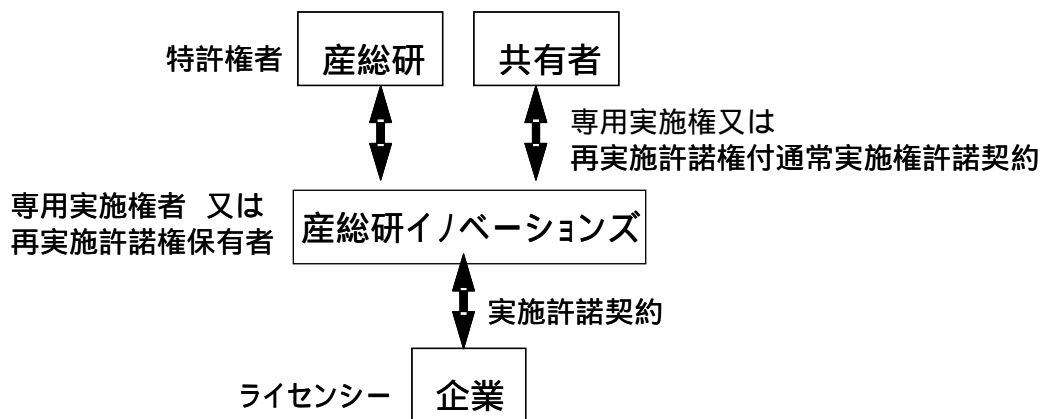 特許権者
産総研
共有者
専用実施権又は
再実施許諾権付通常実施権許諾契約
専用実施権者 又は
再実施許諾権保有者
産総研イノベーションズ
実施許諾契約
ライセンシー
企業